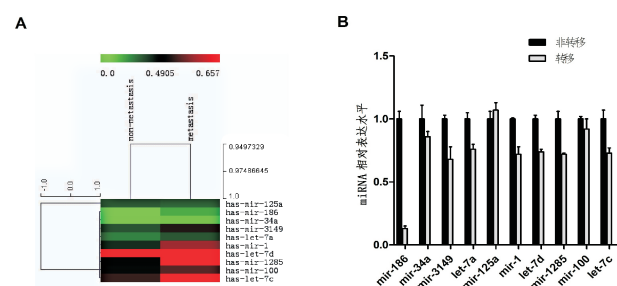 A
0.0 0.4905 0.657
non-metastasis
metastasis
0.9497329
0.97486645
1.0
-1.0
0.0
1.0
has-mir-125a
has-mir-186
has-mir-34a
has-mir-3149
has-let-7a
has-mir-1
has-let-7d
has-mir-1285
has-mir-100
has-let-7c
B
非转移
转移
miRNA 相对表达水平
1.5
1.0
0.5
0.0
mir-186
mir-34a
mir-3149
let-7a
mir-125a
mir-1
let-7d
mir-1285
mir-100
let-7c